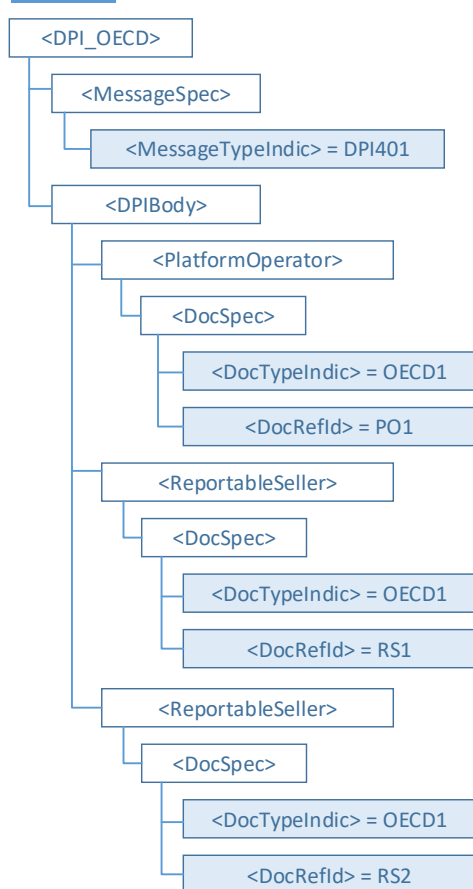 <DPI_OECD>
<MessageSpec>
<MessageTypeIndic> = DPI401
<DPIBody>
<PlatformOperator>
<DocSpec>
<DocTypeIndic> = OECD1
<DocRefId> = PO1
<ReportableSeller>
<DocSpec>
<DocTypeIndic> = OECD1
<DocRefId> = RS1
<ReportableSeller>
<DocSpec>
<DocTypeIndic> = OECD1
<DocRefId> = RS2